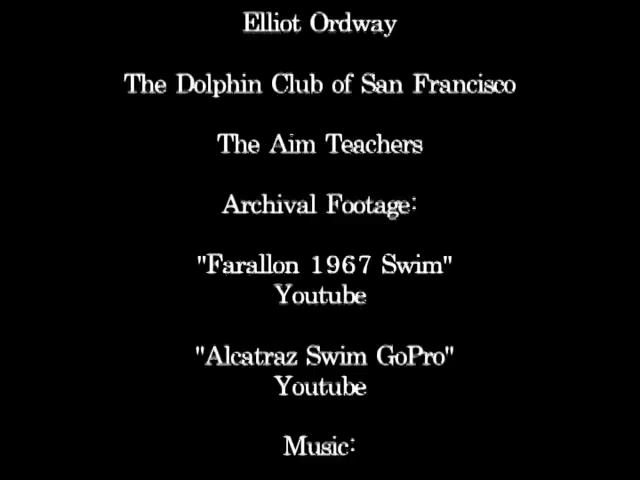 Elliot Ordway
The Dolphin Club of San Francisco
The Aim Teachers
Archival Footage:
"Farallon 1967 Swim"
Youtube
"Alcatraz Swim GoPro"
Youtube
Music: